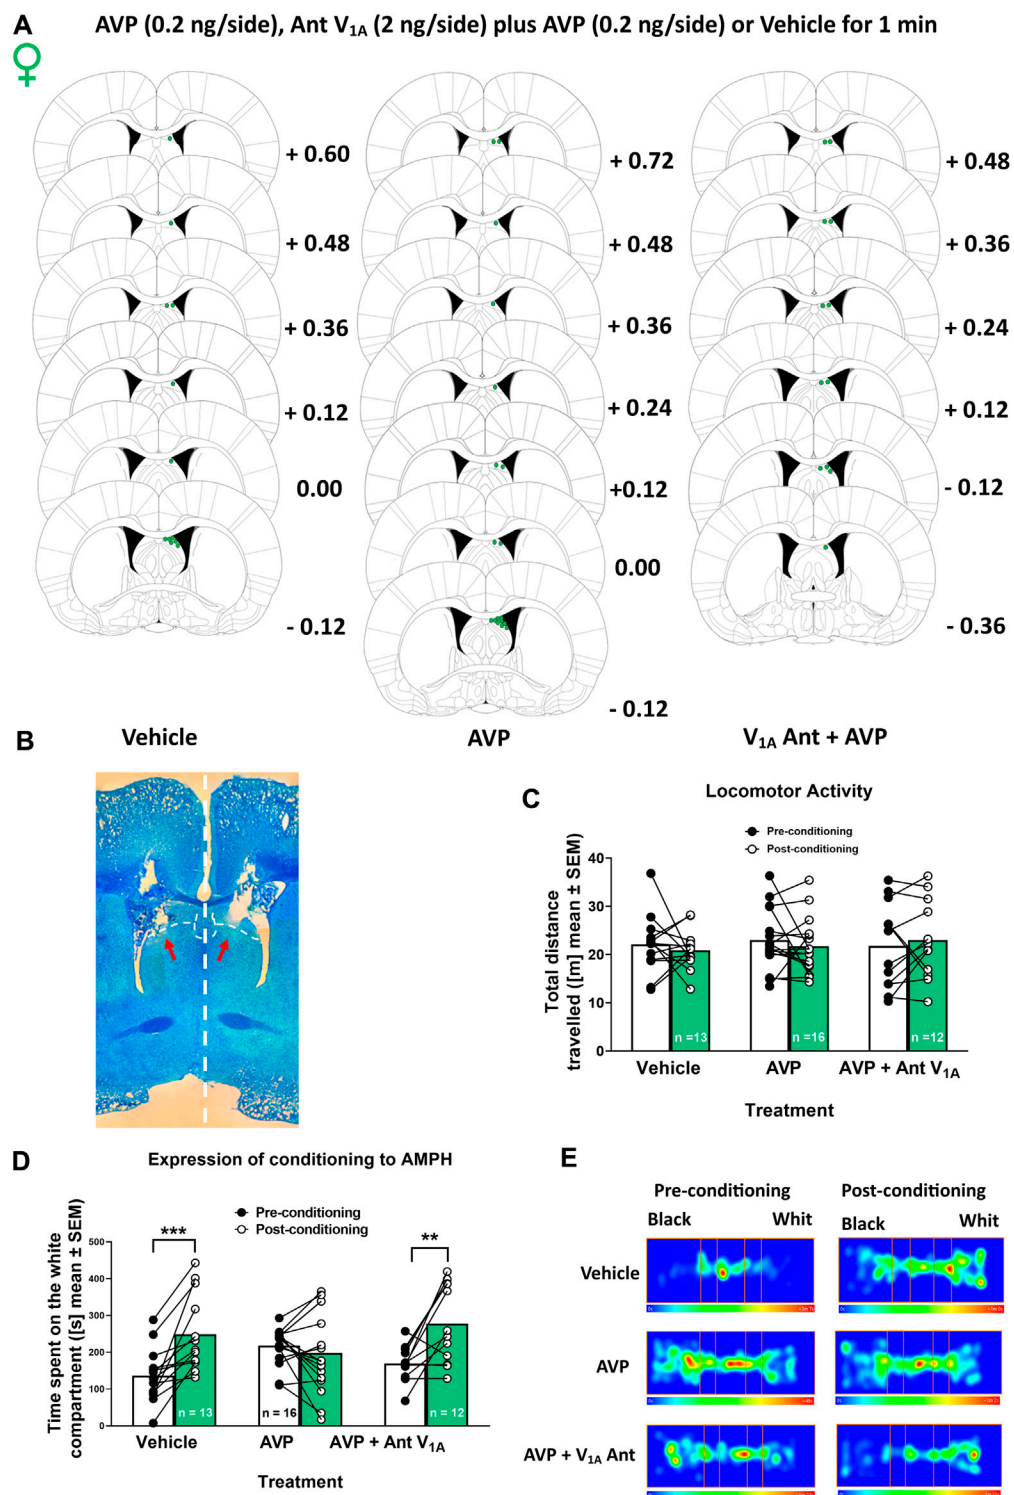 A
AVP (0.2 ng/side), Ant V1A (2 ng/side) plus AVP (0.2 ng/side) or Vehicle for 1 min
♀
+ 0.60
+ 0.48
+ 0.36
+ 0.12
0.00
- 0.12
+ 0.72
+ 0.48
+ 0.36
+ 0.24
+0.12
0.00
- 0.12
+ 0.48
+ 0.36
+ 0.24
+ 0.12
- 0.12
- 0.36
Vehicle
AVP
V1A Ant + AVP
B
C
Locomotor Activity
Pre-conditioning
Post-conditioning
Total distance
travelled ([m] mean ± SEM)
40
30
20
10
0
n =13
n =16
n =12
Vehicle
AVP
AVP + Ant V1A
Treatment
D
Expression of conditioning to AMPH
Pre-conditioning
Post-conditioning
Time spent on the white
compartment ([s] mean ± SEM)
500
400
300
200
100
0
***
**
n = 13
n = 16
n = 12
Vehicle
AVP
AVP + Ant V1A
Treatment
E
Pre-conditioning
Post-conditioning
Black
Whit
Black
Whit
Vehicle
AVP
AVP + V1A Ant